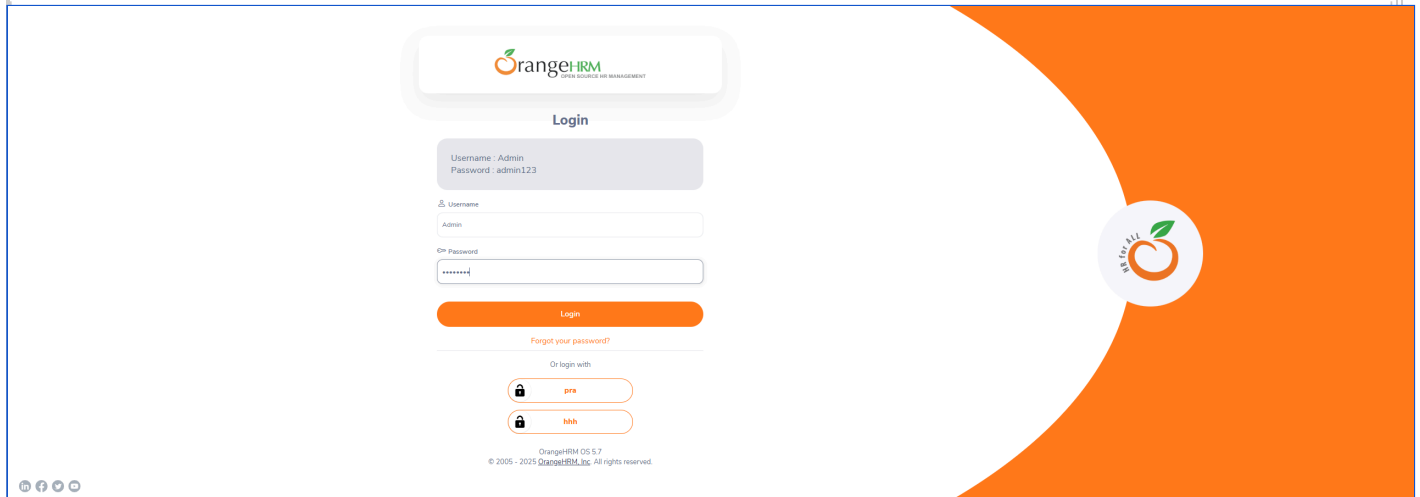 OrangeHRM
OPEN SOURCE HR MANAGEMENT
Login
Username : Admin
Password : admin123
Username
Admin
Password
••••••••
Login
Forgot your password?
Or login with
pra
hhh
OrangeHRM OS 5.7
© 2005 - 2025 OrangeHRM, Inc. All rights reserved.
HR for ALL